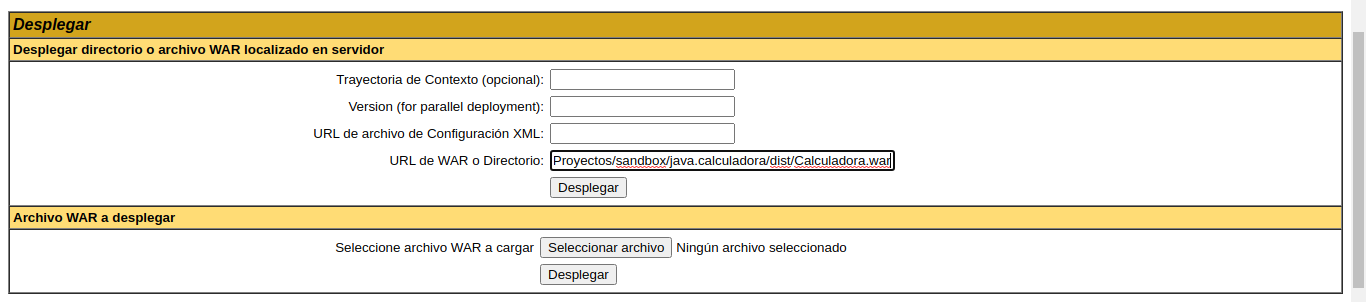 Desplegar
Desplegar directorio o archivo WAR localizado en servidor
Trayectoria de Contexto (opcional):
Version (for parallel deployment):
URL de archivo de Configuración XML:
URL de WAR o Directorio: Proyectos/sandbox/java.calculadora/dist/Calculadora.war
Desplegar
Archivo WAR a desplegar
Seleccione archivo WAR a cargar Seleccionar archivo Ningún archivo seleccionado
Desplegar